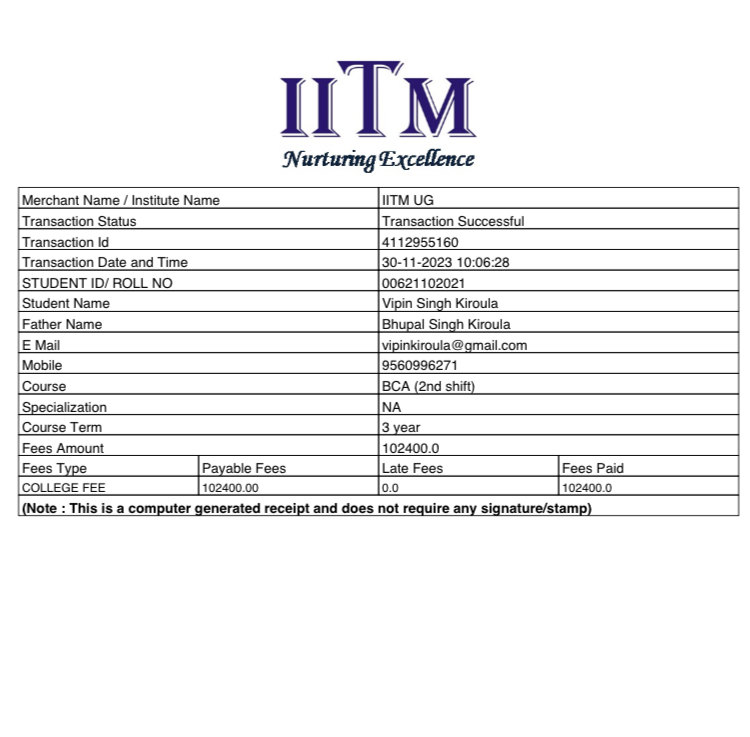 IITM
Nurturing Excellence
Merchant Name / Institute Name IITM UG
Transaction Status Transaction Successful
Transaction Id 4112955160
Transaction Date and Time 30-11-2023 10:06:28
STUDENT ID/ ROLL NO 00621102021
Student Name Vipin Singh Kiroula
Father Name Bhupal Singh Kiroula
E Mail vipinkiroula@gmail.com
Mobile 9560996271
Course BCA (2nd shift)
Specialization NA
Course Term 3 year
Fees Amount 102400.0
Fees Type Payable Fees Late Fees Fees Paid
COLLEGE FEE 102400.00 0.0 102400.0
(Note : This is a computer generated receipt and does not require any signature/stamp)